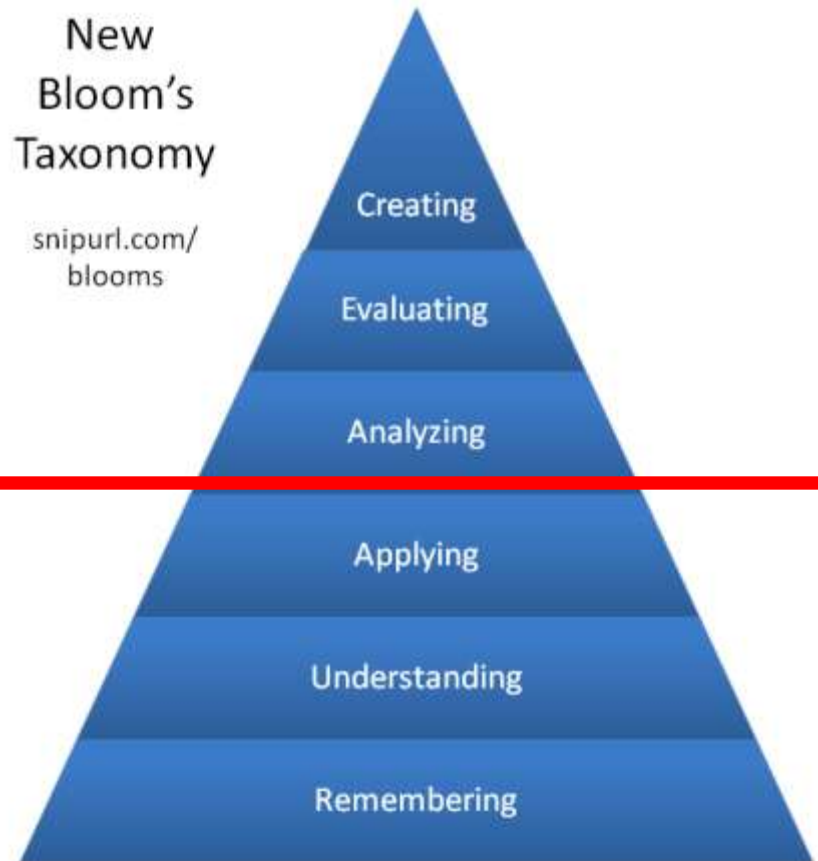 New
Bloom's
Taxonomy
snipurl.com/
blooms
Creating
Evaluating
Analyzing
Applying
Understanding
Remembering